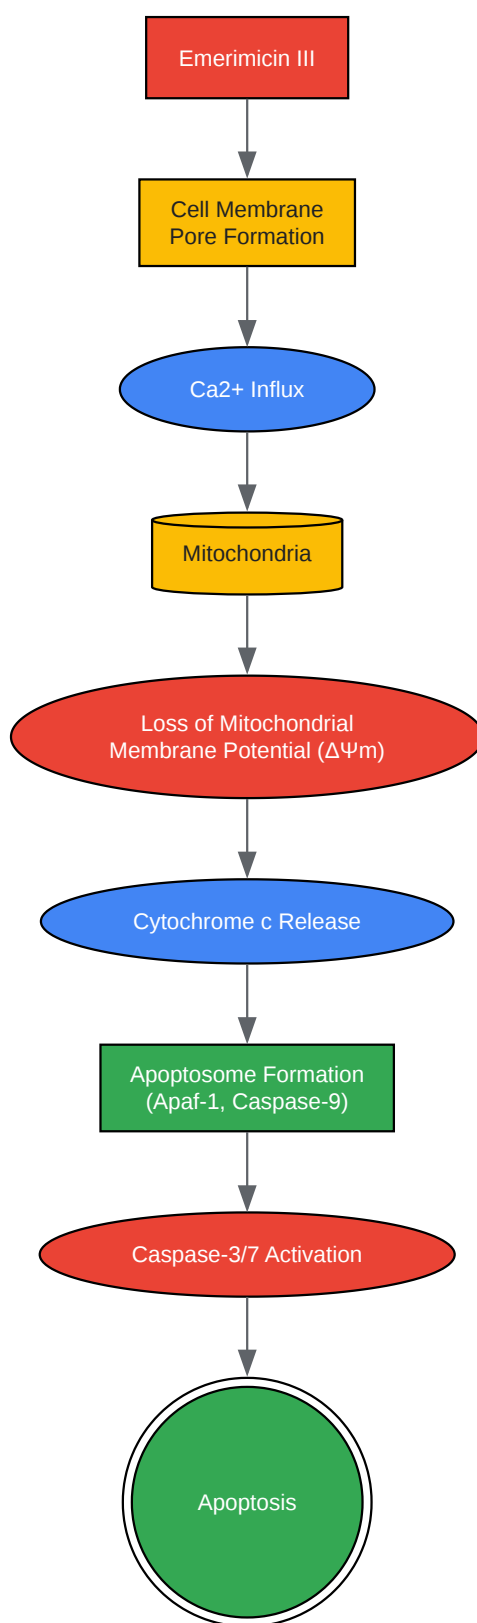 Emerimicin III
Cell Membrane
Pore Formation
Ca2+ Influx
Mitochondria
Loss of Mitochondrial
Membrane Potential (ΔΨm)
Cytochrome c Release
Apoptosome Formation
(Apaf-1, Caspase-9)
Caspase-3/7 Activation
Apoptosis